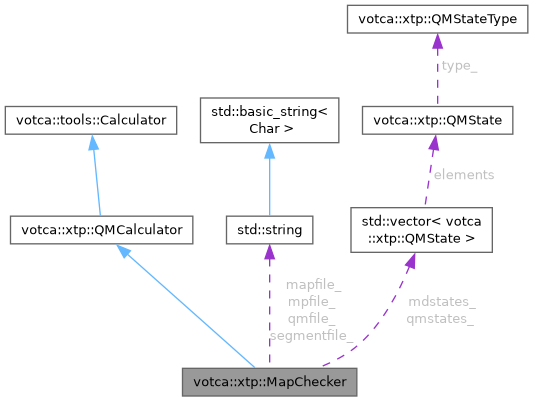 votca::xtp::QMStateType
type_
votca::tools::Calculator
std::basic_string<
Char >
votca::xtp::QMState
elements
votca::xtp::QMCalculator
std::string
std::vector< votca
::xtp::QMState >
mapfile_
mpfile_
qmfile_
segmentfile_
mdstates_
qmstates_
votca::xtp::MapChecker